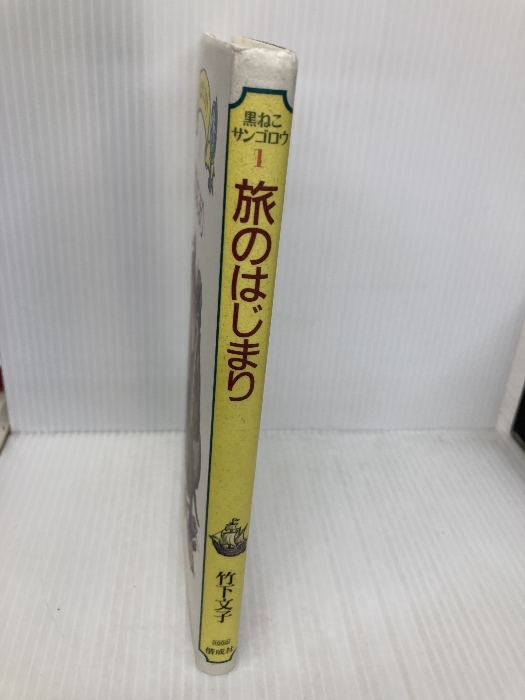 黒ねこ
サンゴロウ
1
旅のはじまり
竹下文子
偕成社